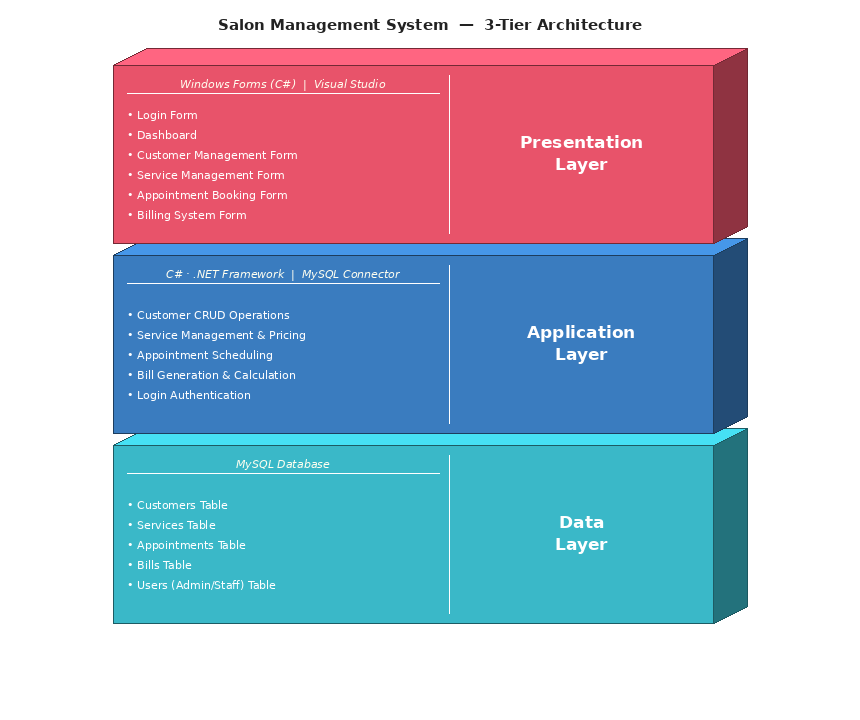 Salon Management System — 3-Tier Architecture
Windows Forms (C#) | Visual Studio
• Login Form
• Dashboard
• Customer Management Form
• Service Management Form
• Appointment Booking Form
• Billing System Form
Presentation
Layer
C# · .NET Framework | MySQL Connector
• Customer CRUD Operations
• Service Management & Pricing
• Appointment Scheduling
• Bill Generation & Calculation
• Login Authentication
Application
Layer
MySQL Database
• Customers Table
• Services Table
• Appointments Table
• Bills Table
• Users (Admin/Staff) Table
Data
Layer